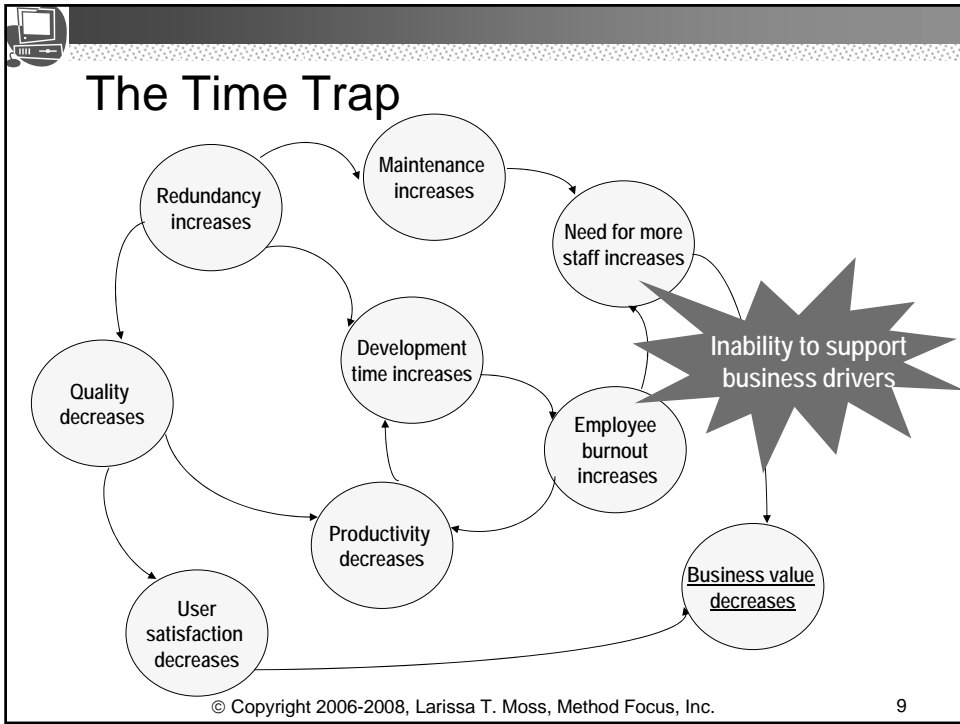 The Time Trap
Maintenance
increases
Redundancy
increases
Need for more
staff increases
Inability to support
business drivers
Development
time increases
Quality
decreases
Employee
burnout
increases
Productivity
decreases
Business value
decreases
User
satisfaction
decreases
© Copyright 2006-2008, Larissa T. Moss, Method Focus, Inc.
9